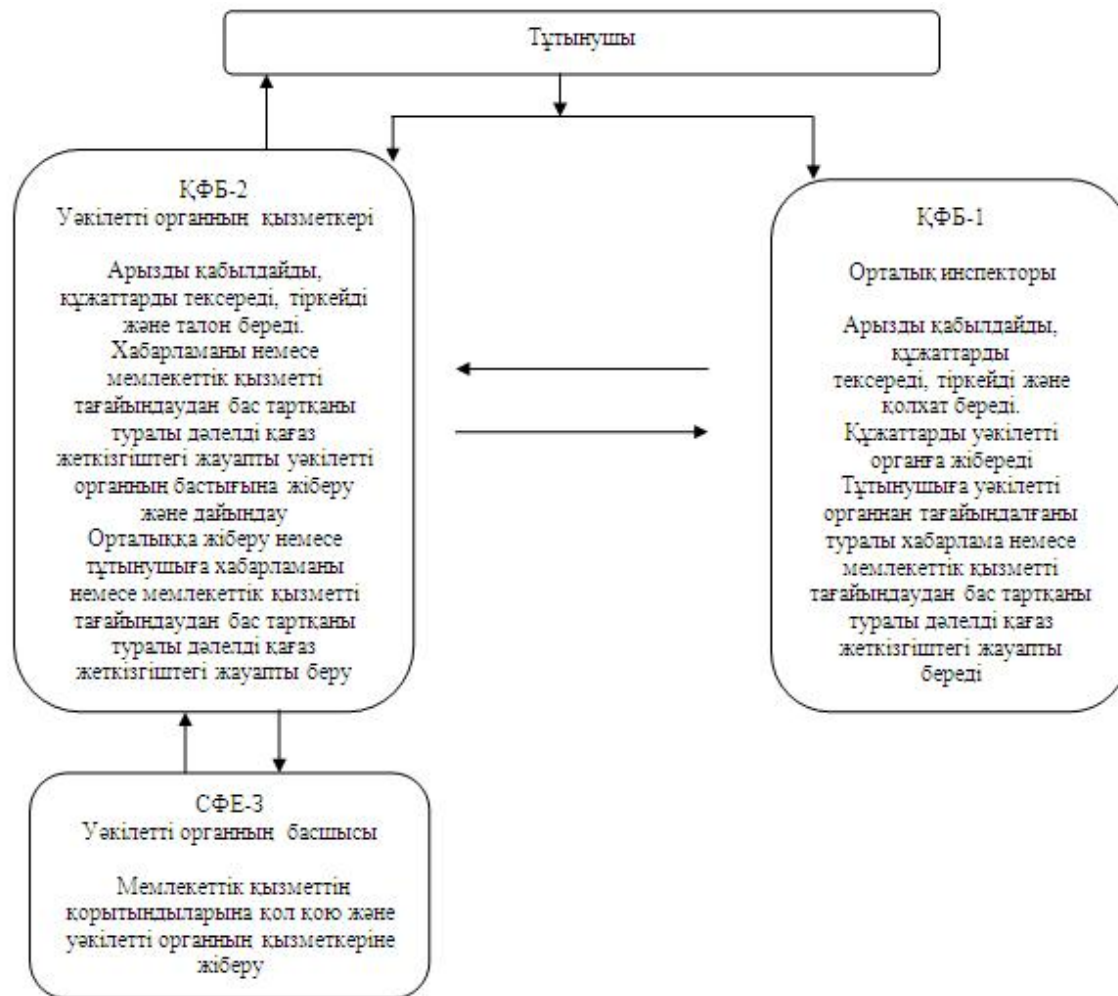 Тұтынушы
ҚФБ-2
Уәкілетті органның қызметкері
Арызды қабылдайды,
құжаттарды тексереді, тіркейді
және талон береді.
Хабарламаны немесе
мемлекеттік қызметті
тағайындаудан бас тартқаны
туралы дәлелді қағаз
жеткізгіштегі жауапты уәкілетті
органның бастығына жіберу
және дайындау
Орталыққа жіберу немесе
тұтынушыға хабарламаны
немесе мемлекеттік қызметті
тағайындаудан бас тартқаны
туралы дәлелді қағаз
жеткізгіштегі жауапты беру
ҚФБ-1
Орталық инспекторы
Арызды қабылдайды,
құжаттарды
тексереді, тіркейді және
қолхат береді.
Құжаттарды уәкілетті
органға жібереді
Тұтынушыға уәкілетті
органнан тағайындалғаны
туралы хабарлама немесе
мемлекеттік қызметті
тағайындаудан бас тартқаны
туралы дәлелді қағаз
жеткізгіштегі жауапты
береді
СФЕ-3
Уәкілетті органның басшысы
Мемлекеттік қызметтің
қорытындыларына қол қою және
уәкілетті органның қызметкеріне
жіберу